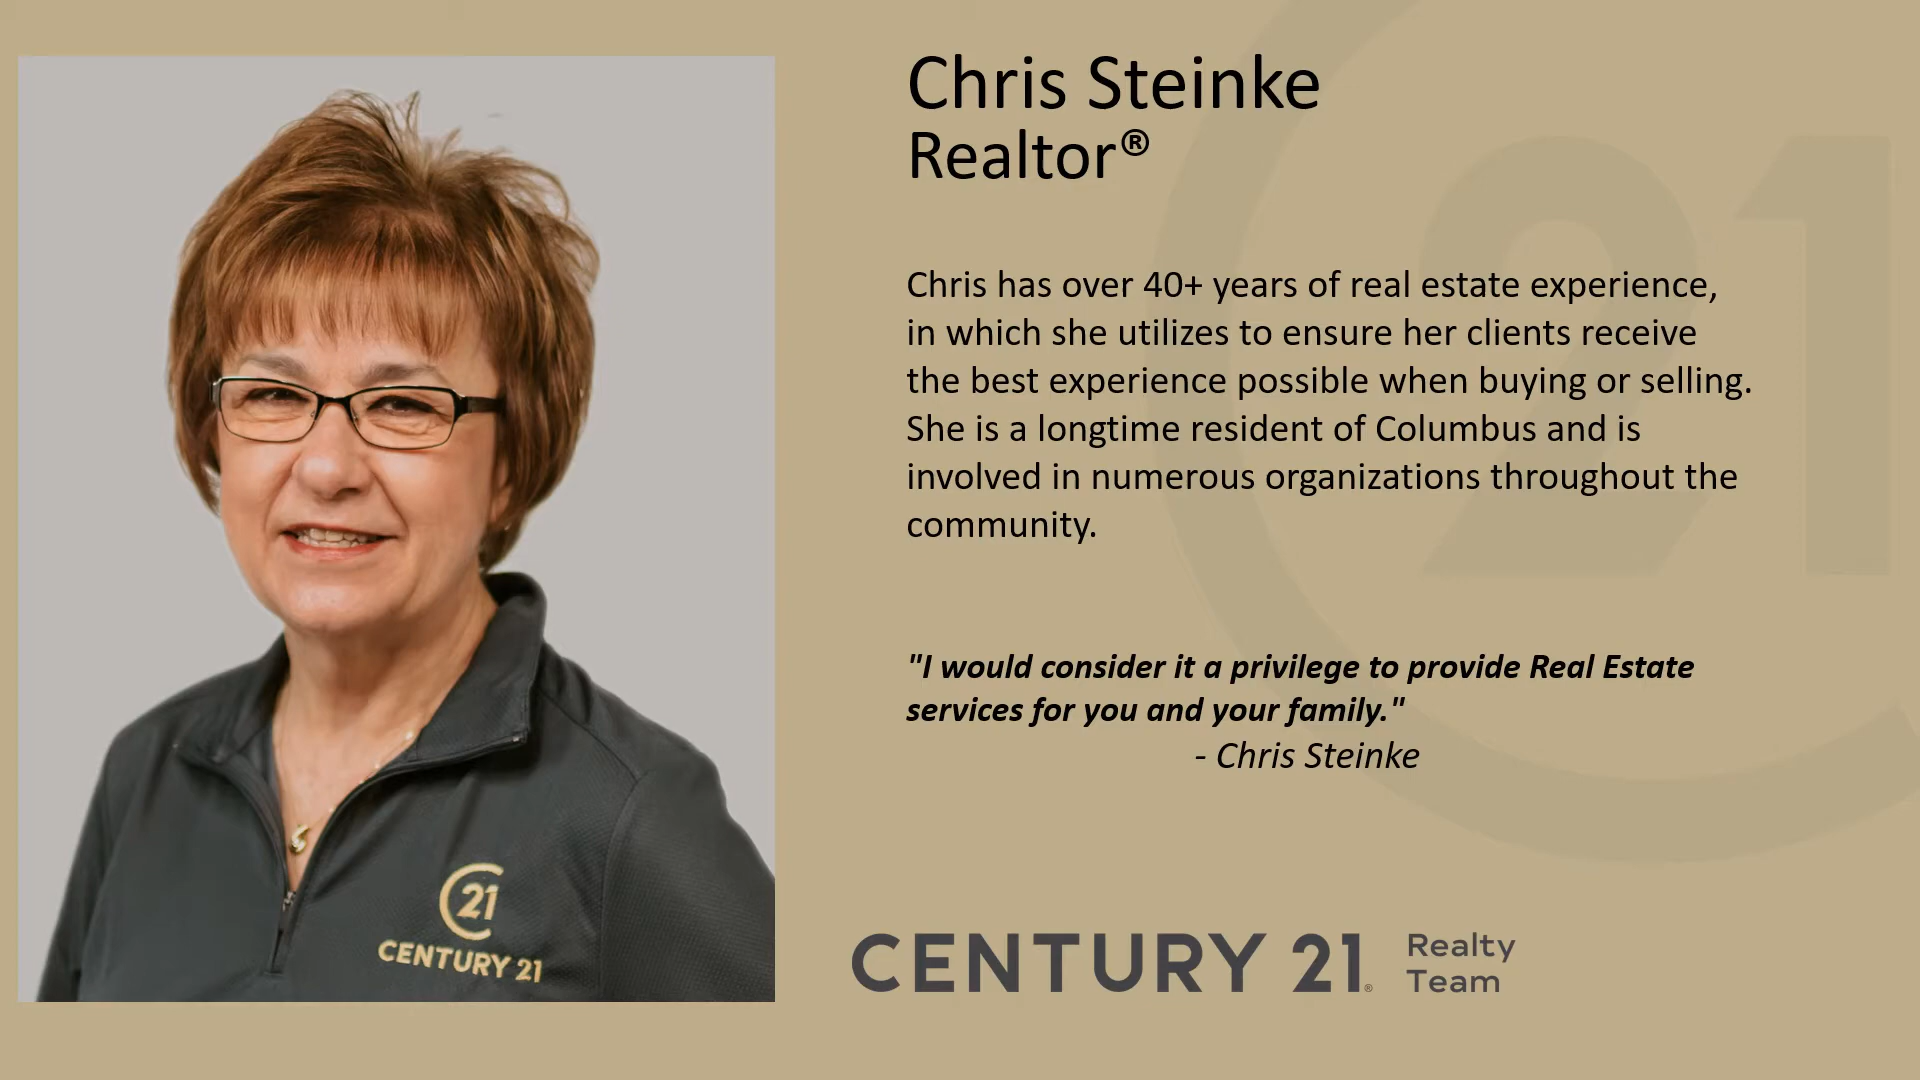 Chris Steinke
Realtor®
Chris has over 40+ years of real estate experience,
in which she utilizes to ensure her clients receive
the best experience possible when buying or selling.
She is a longtime resident of Columbus and is
involved in numerous organizations throughout the
community.
"I would consider it a privilege to provide Real Estate
services for you and your family."
- Chris Steinke
C21
CENTURY 21
CENTURY 21® Realty
Team
21